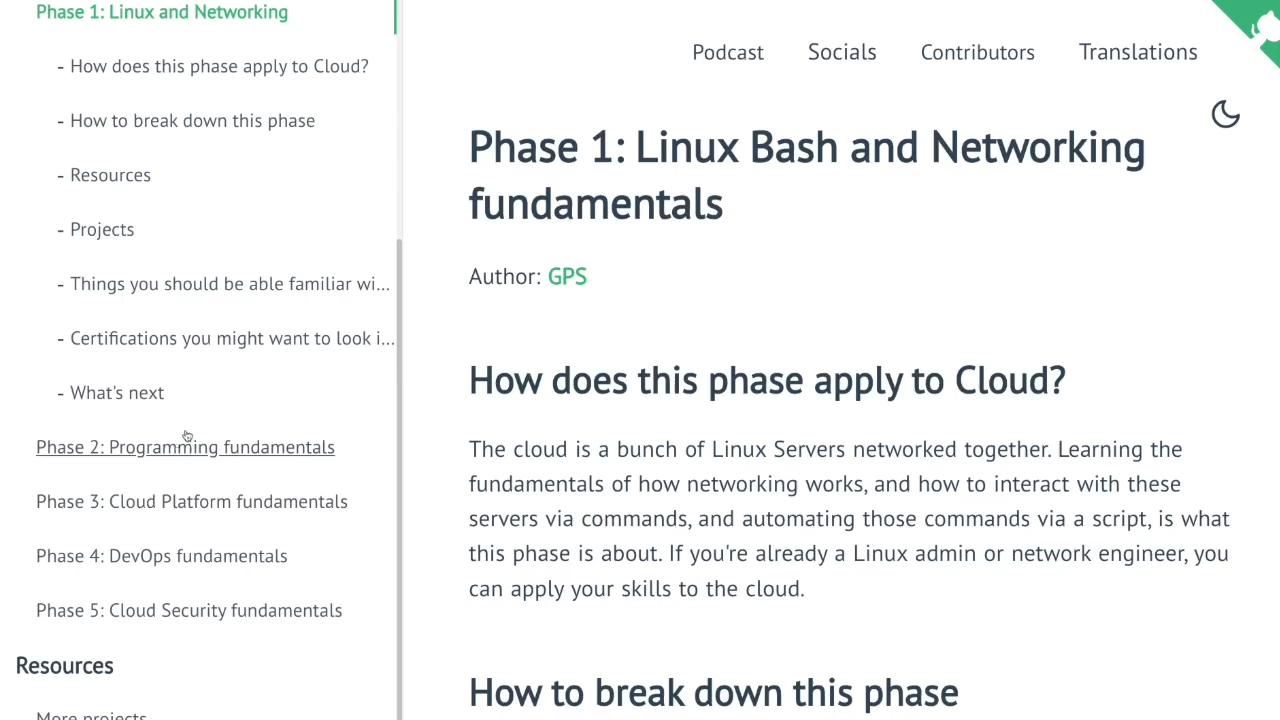 Phase 1: Linux and Networking
- How does this phase apply to Cloud?
- How to break down this phase
- Resources
- Projects
- Things you should be able familiar wi...
- Certifications you might want to look i...
- What's next
Phase 2: Programming fundamentals
Phase 3: Cloud Platform fundamentals
Phase 4: DevOps fundamentals
Phase 5: Cloud Security fundamentals
Resources
More projects
Podcast Socials Contributors Translations
Phase 1: Linux Bash and Networking
fundamentals
Author: GPS
How does this phase apply to Cloud?
The cloud is a bunch of Linux Servers networked together. Learning the
fundamentals of how networking works, and how to interact with these
servers via commands, and automating those commands via a script, is what
this phase is about. If you're already a Linux admin or network engineer, you
can apply your skills to the cloud.
How to break down this phase